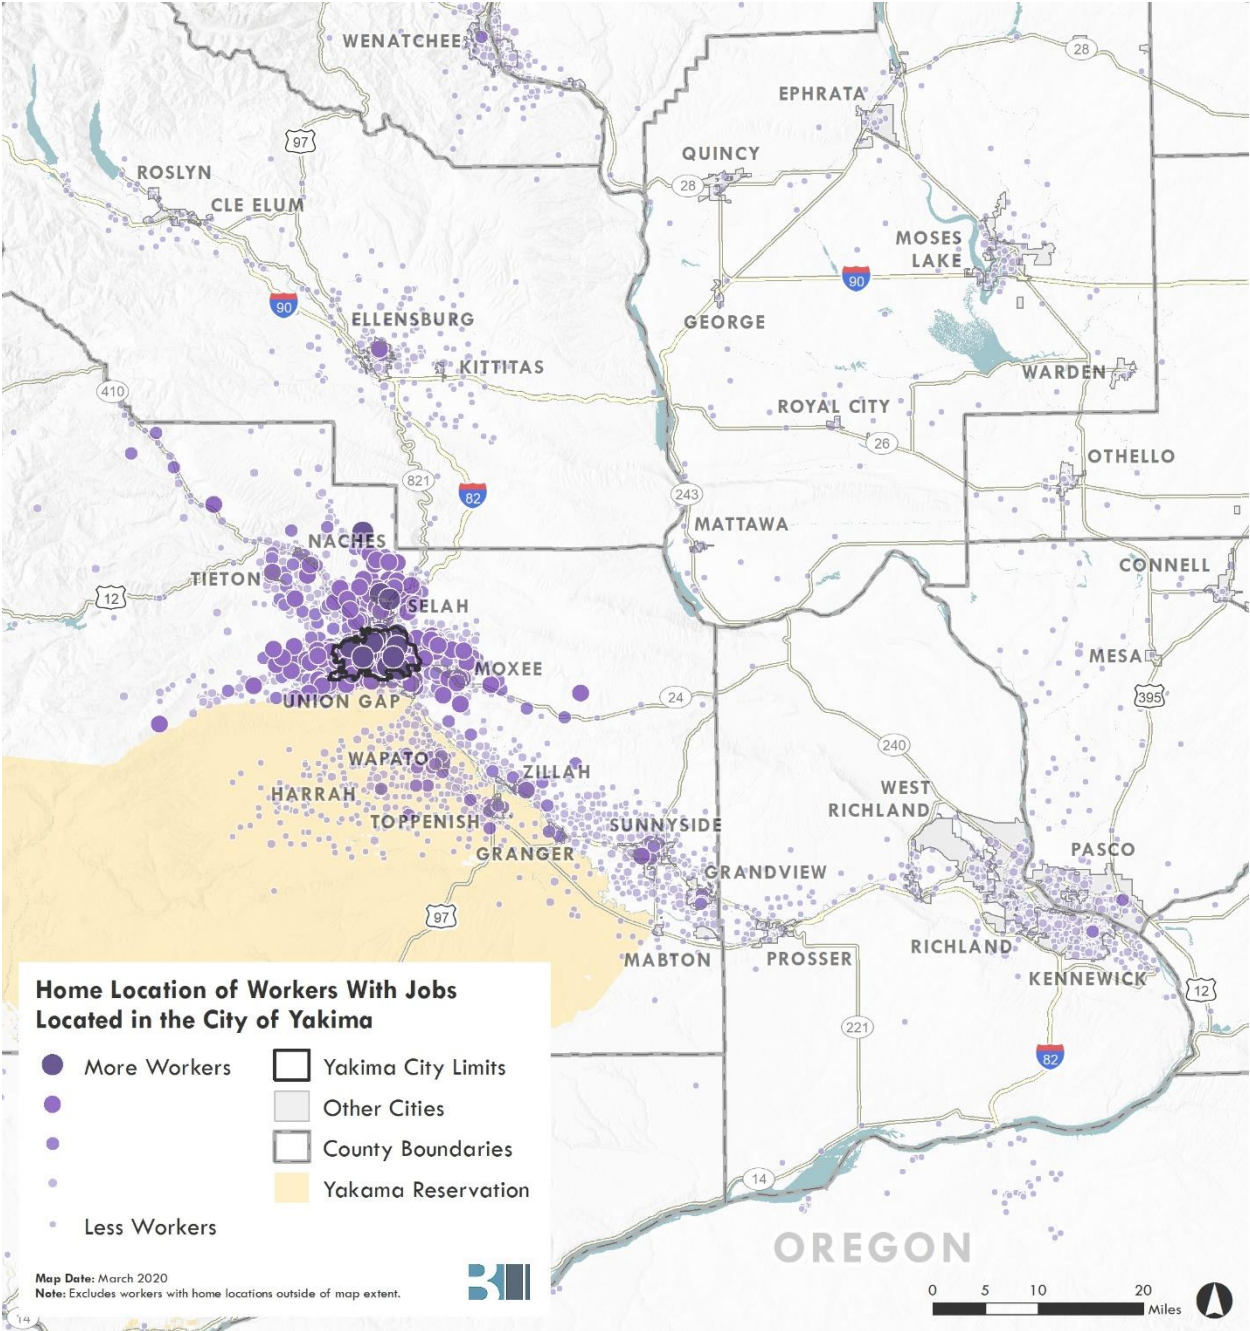 WENATCHEE
28
EPHRATA
97
QUINCY
28
ROSLYN
CLE ELUM
MOSES
LAKE
90
90
ELLENSBURG
GEORGE
KITTITAS
WARDEN
410
ROYAL CITY
26
OTHELLO
821
82
243
MATTAWA
NACHES
CONNELL
TIETON
12
SELAH
MESA
MOXEE
24
395
UNION GAP
240
WAPATO
ZILLAH
WEST
RICHLAND
HARRAH
TOPPENISH
SUNNYSIDE
GRANGER
PASCO
GRANDVIEW
97
RICHLAND
MABTON
PROSSER
KENNEWICK
12
221
82
14
OREGON
Home Location of Workers With Jobs
Located in the City of Yakima
More Workers
Less Workers
Yakima City Limits
Other Cities
County Boundaries
Yakama Reservation
Map Date: March 2020
Note: Excludes workers with home locations outside of map extent.
14
0 5 10 20
Miles